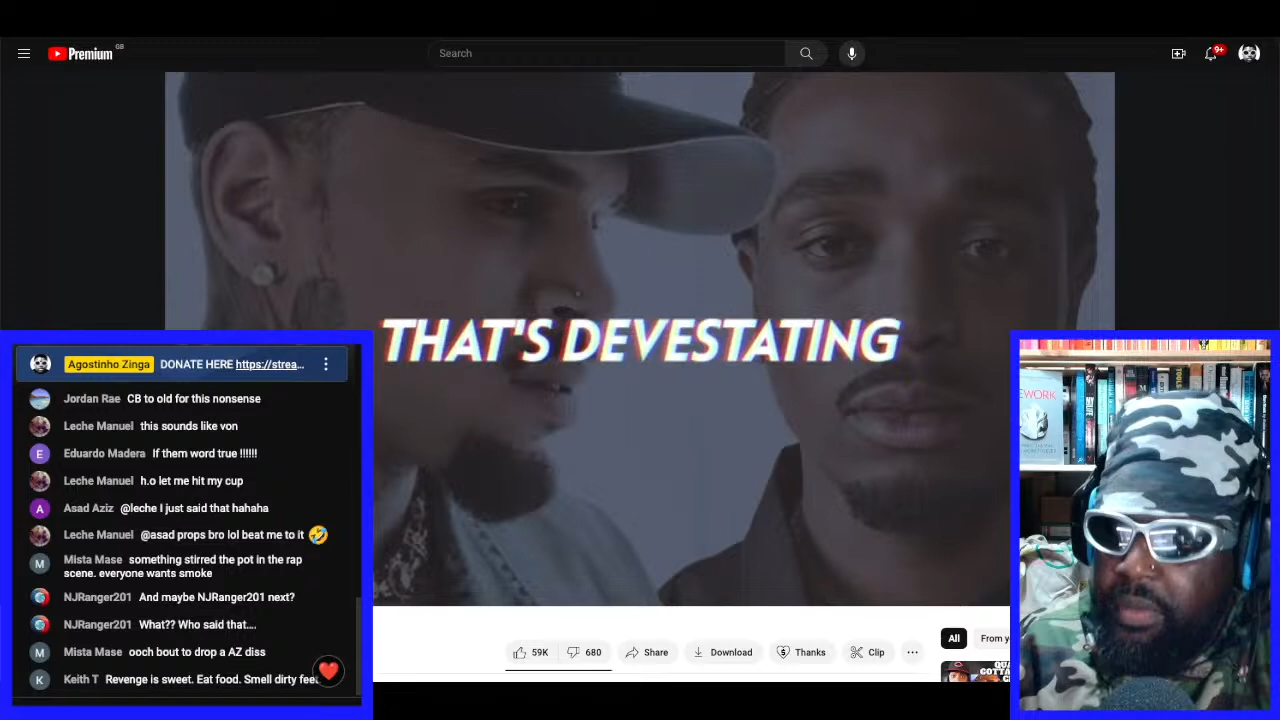 Premium GB
Search
9+
THAT'S DEVESTATING
Agostinho Zinga DONATE HERE https://strea...
Jordan Rae CB to old for this nonsense
Leche Manuel this sounds like von
E Eduardo Madera If them word true !!!!!!
Leche Manuel h.o let me hit my cup
A Asad Aziz @leche I just said that hahaha
Leche Manuel @asad props bro lol beat me to it 🤣
M Mista Mase something stirred the pot in the rap
scene. everyone wants smoke
NJRanger201 And maybe NJRanger201 next?
NJRanger201 What?? Who said that....
M Mista Mase ooch bout to drop a AZ diss
K Keith T Revenge is sweet. Eat food. Smell dirty feet
59K 680 Share Download Thanks Clip ...
All From y
EWORK